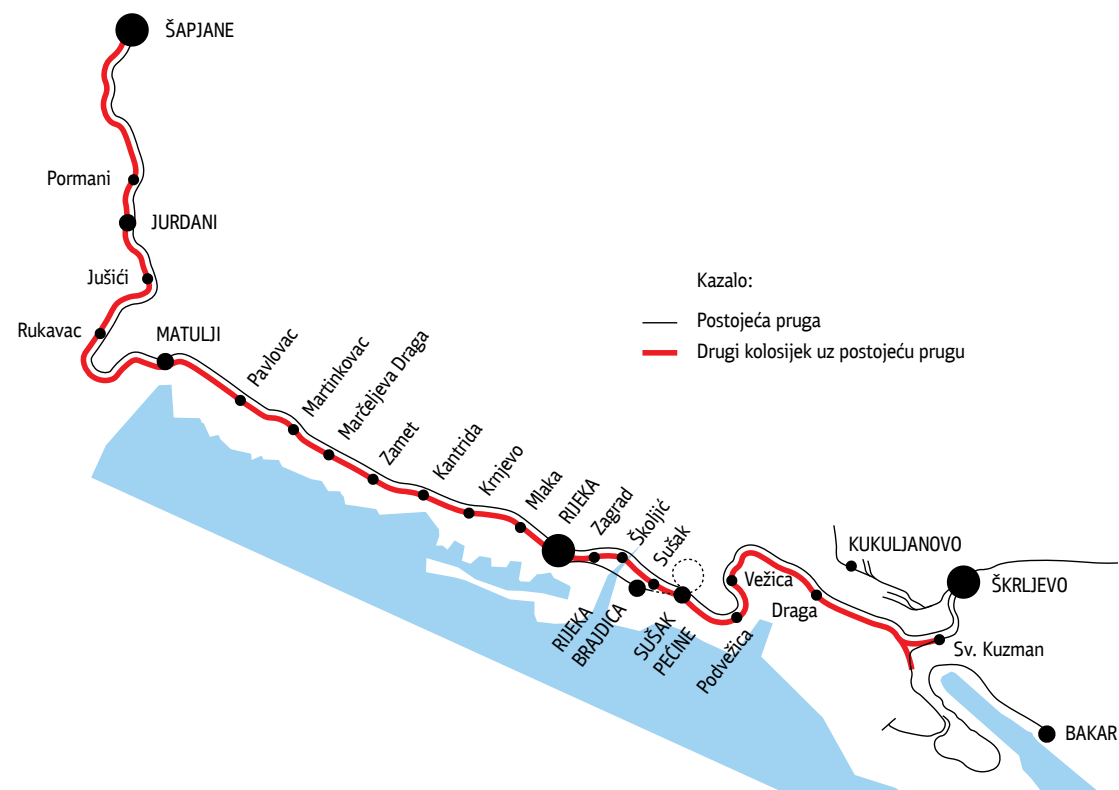 ŠAPJANE
Pormani
JURDANI
Jušići
Rukavac
MATULJI
Kazalo:
Postojeća pruga
Drugi kolosijek uz postojeću prugu
Pavlovac
Martinkovac
Marčeljeva Draga
Zamet
Kantrida
Krnjevo
Mlaka
RIJEKA
Zagrad
Školjić
Sušak
RIJEKA
BRAJDICA
SUŠAK
PEĆINE
Podvežica
Vežica
Draga
KUKULJANOVO
ŠKRLJEVO
Sv. Kuzman
BAKAR